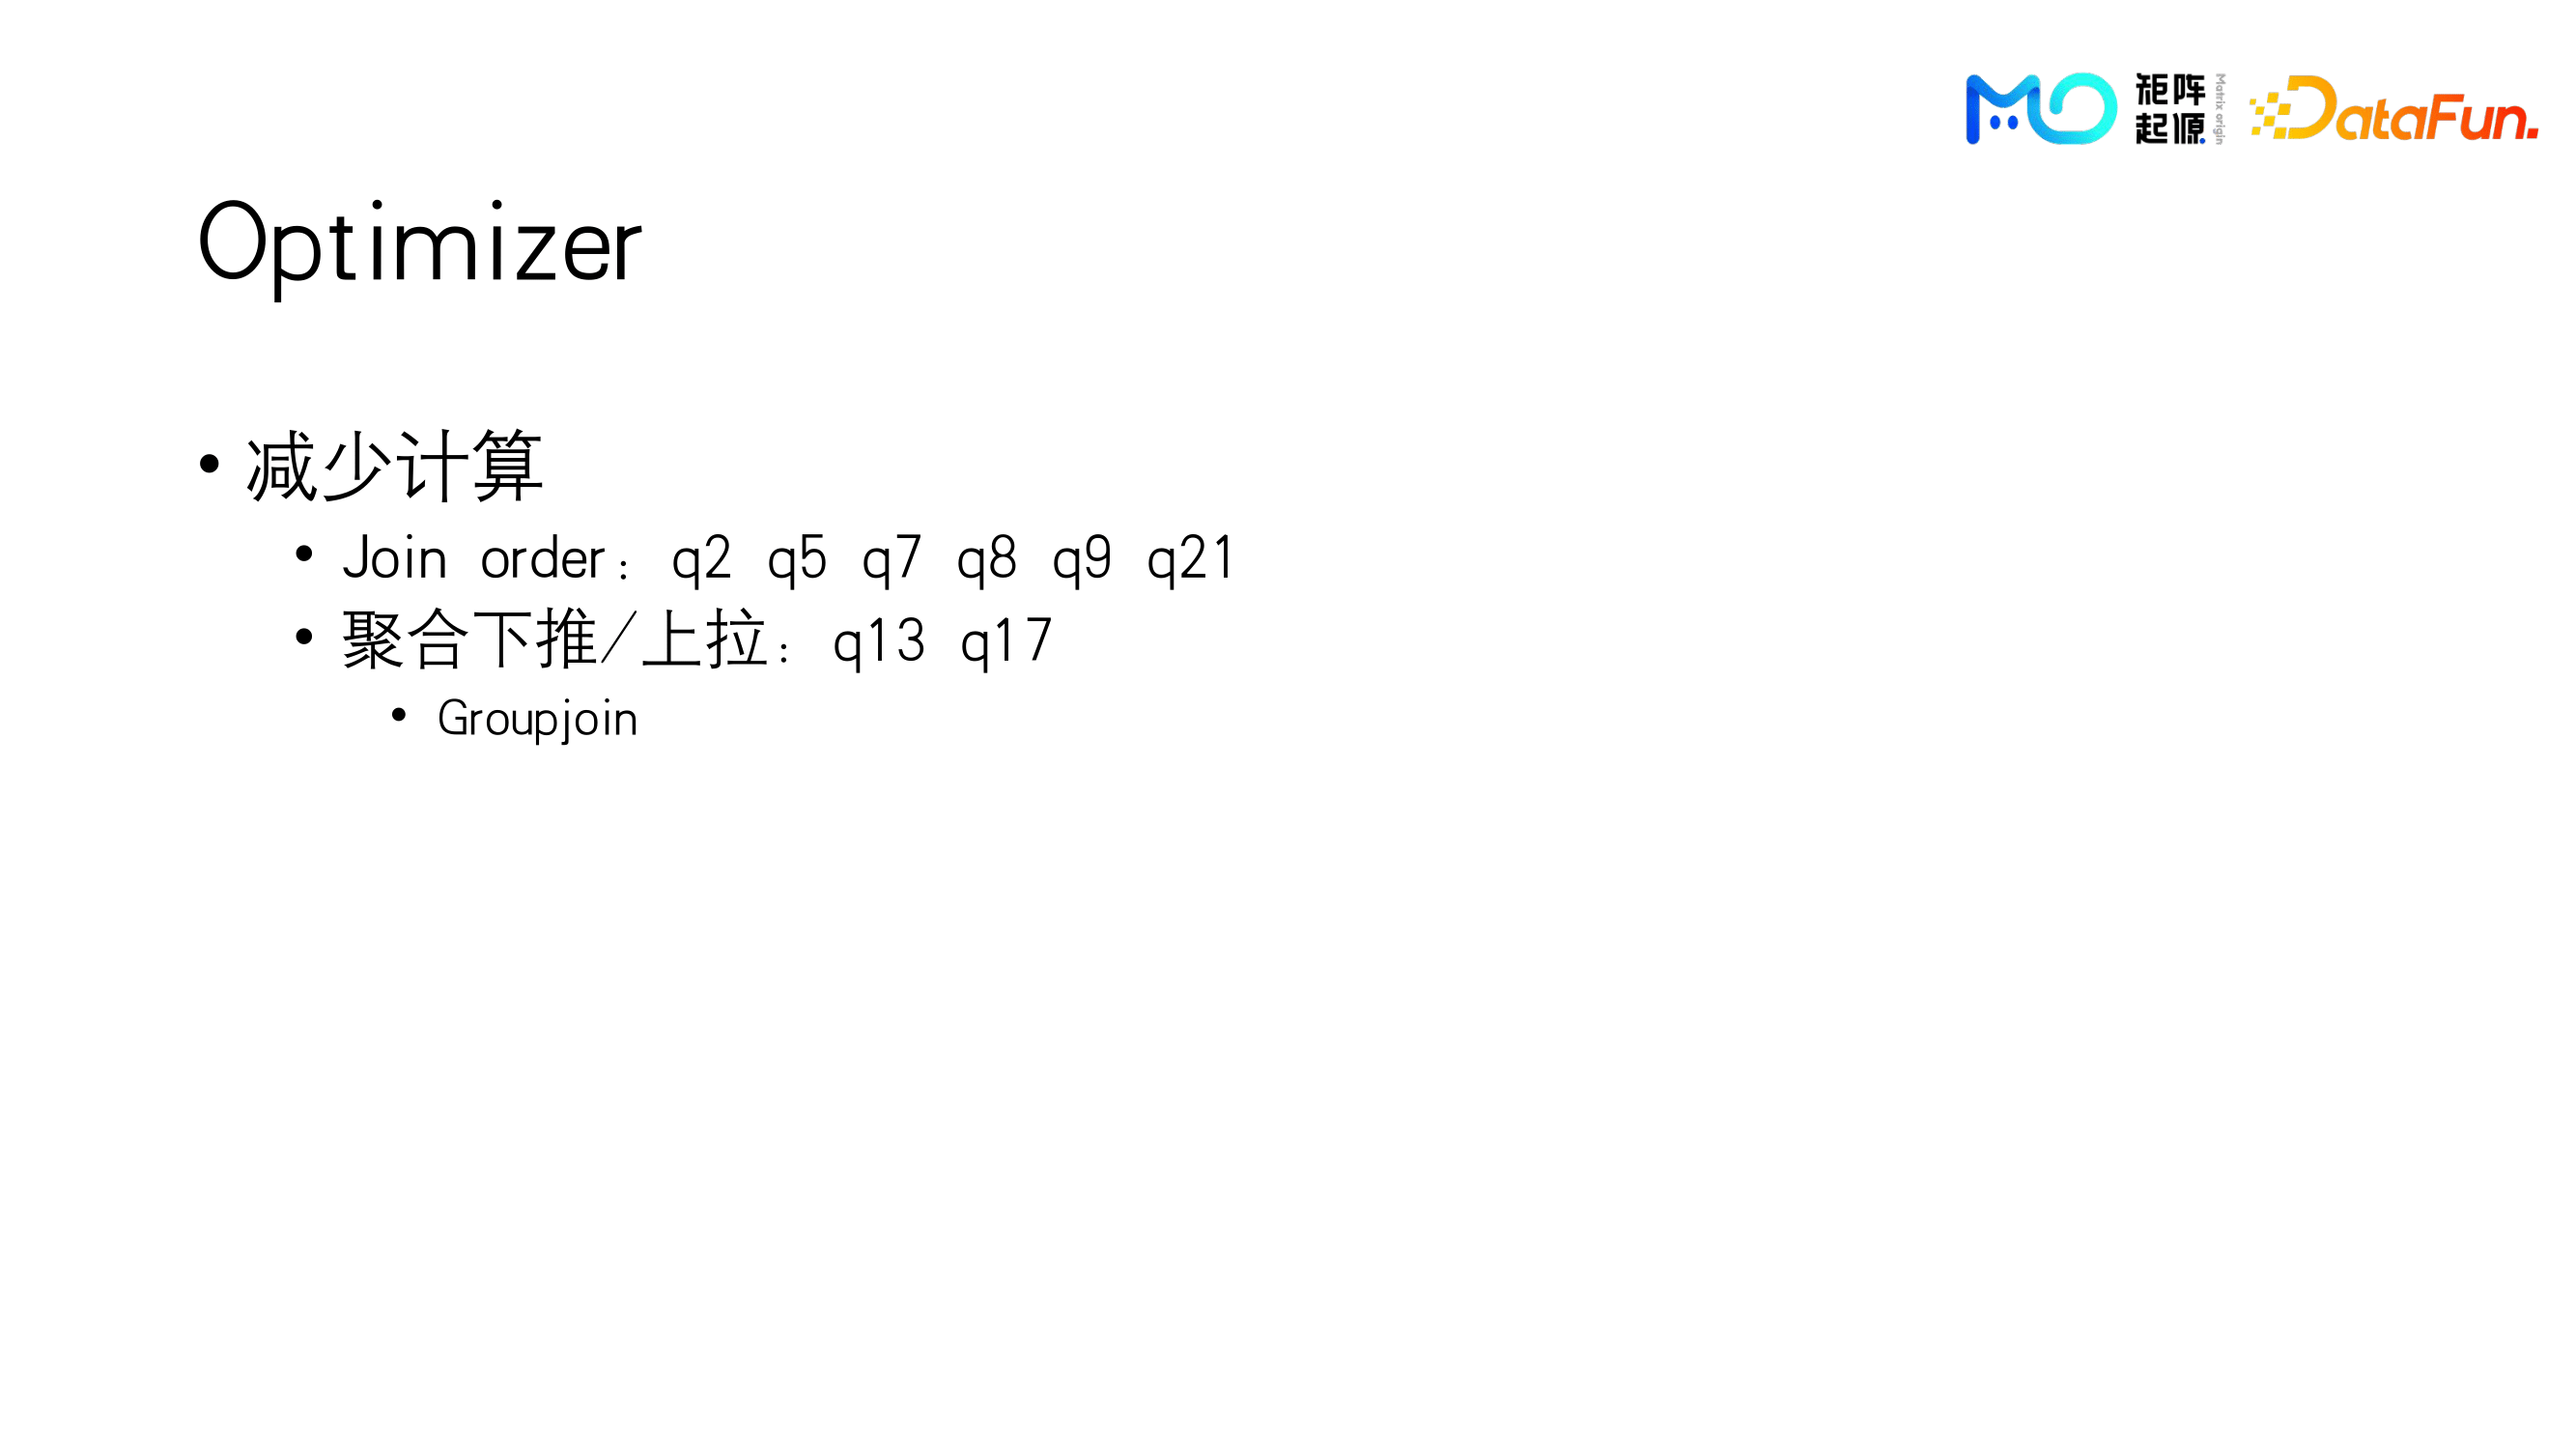 矩阵
起源
Matrix origin
DataFun.
Optimizer
• 减少计算
• Join order: q2 q5 q7 q8 q9 q21
• 聚合下推/上拉: q13 q17
• Groupjoin